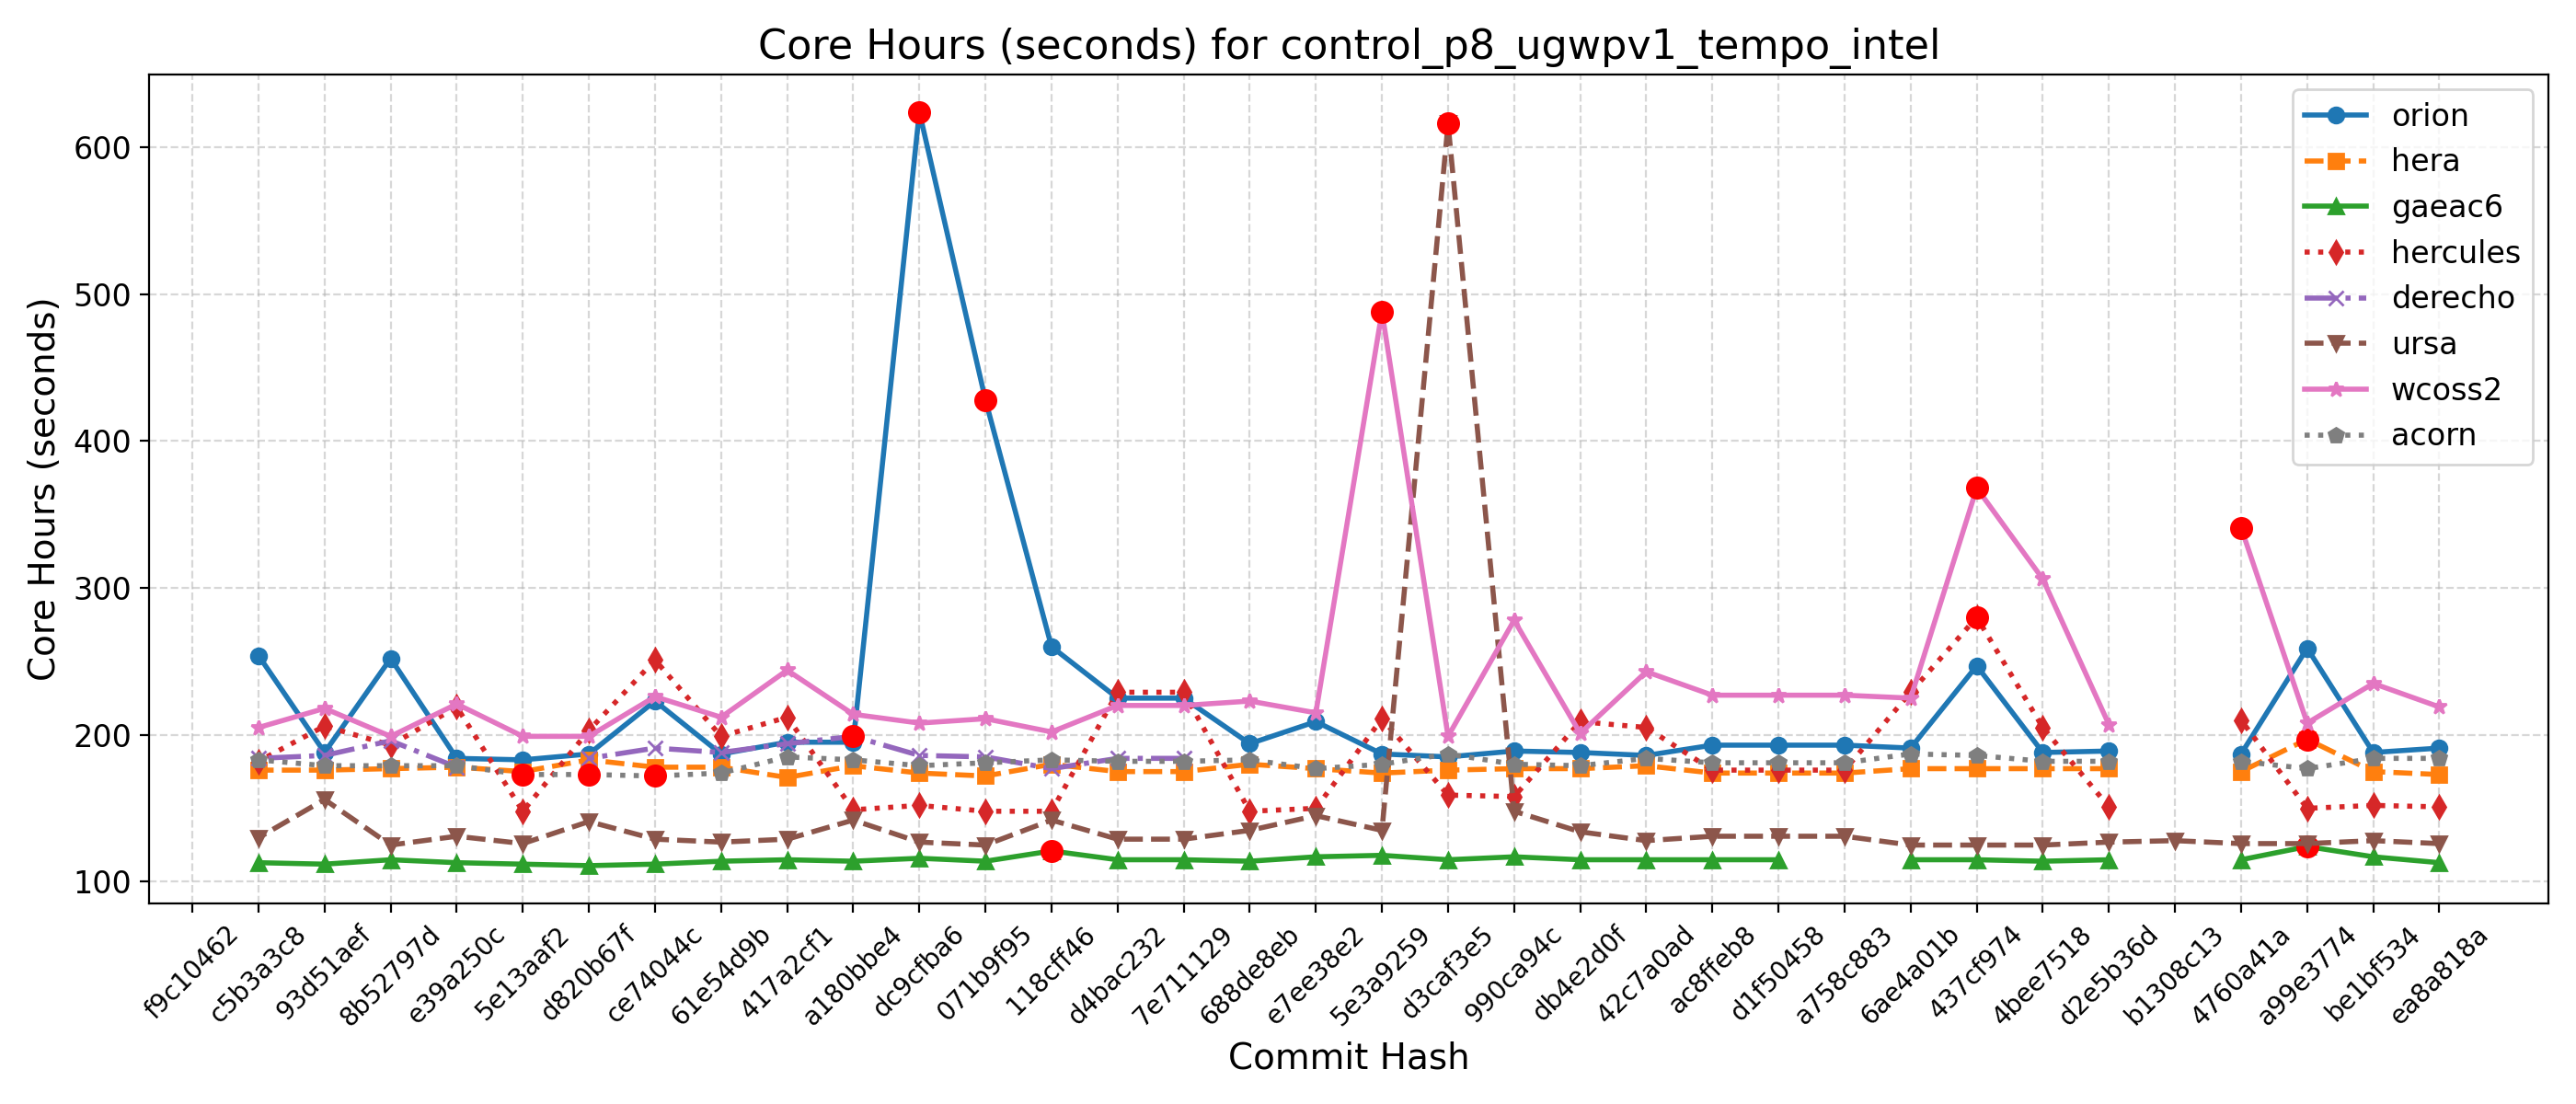 Core Hours (seconds) for control_p8_ugwpv1_tempo_intel
Core Hours (seconds)
600
500
400
300
200
100
orion
hera
gaeac6
hercules
derecho
ursa
wcoss2
acorn
f9c10462
c5b3a3c8
93d51aef
8b52797d
e39a250c
5e13aaf2
d820b67f
ce74044c
61e54d9b
417a2cf1
a180bbe4
dc9cfba6
071b9f95
118cff46
d4bac232
7e711129
688de8eb
e7ee38e2
5e3a9259
d3caf3e5
990ca94c
db4e2d0f
42c7a0ad
ac8ffeb8
d1f50458
a758c883
6ae4a01b
437cf974
4bee7518
d2e5b36d
b1308c13
4760a41a
a99e3774
be1bf534
ea8a818a
Commit Hash